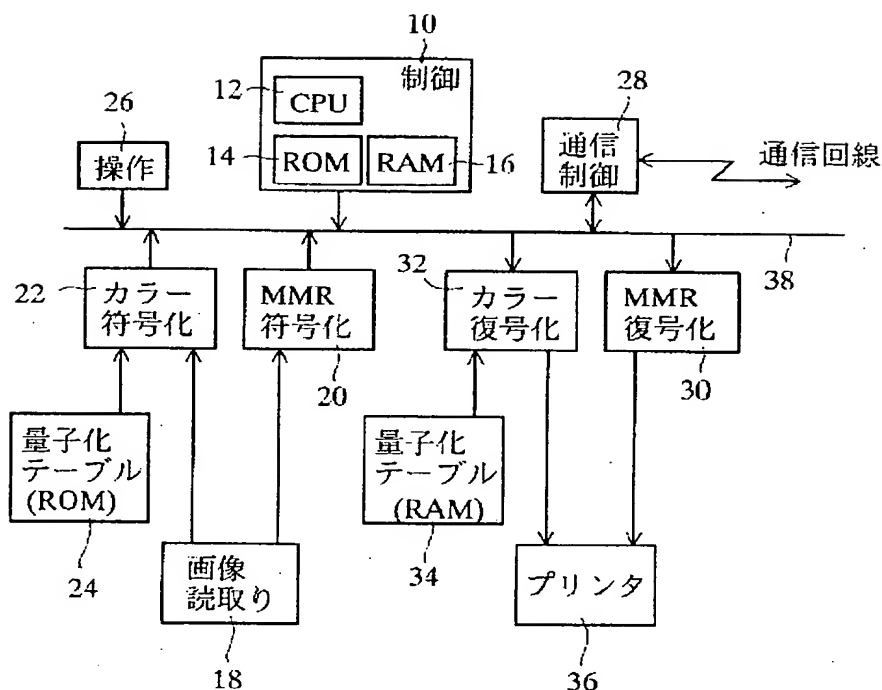 10
制御
12
CPU
14
ROM
RAM
16
26
操作
28
通信
制御
通信回線
38
22
カラー
符号化
MMR
符号化
20
32
カラー
復号化
MMR
復号化
30
量子化
テーブル
(ROM)
24
画像
読取り
18
量子化
テーブル
(RAM)
34
プリンタ
36